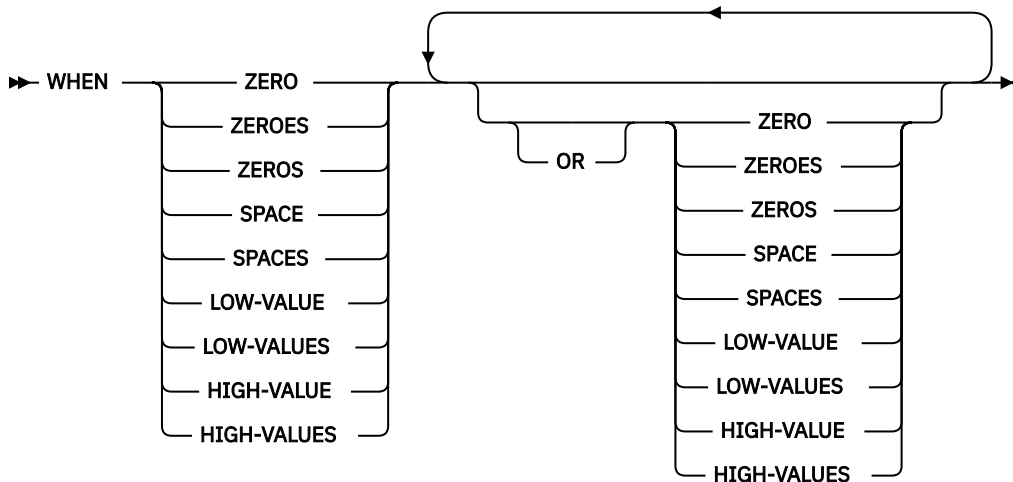 WHEN ZERO
ZEROES
ZEROS
SPACE
SPACES
LOW-VALUE
LOW-VALUES
HIGH-VALUE
HIGH-VALUES
OR
ZERO
ZEROES
ZEROS
SPACE
SPACES
LOW-VALUE
LOW-VALUES
HIGH-VALUE
HIGH-VALUES